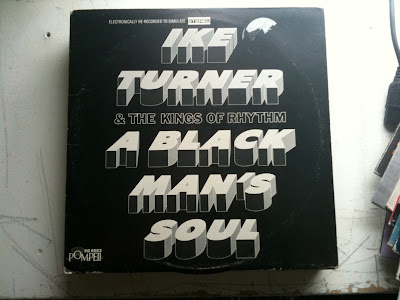 ELECTRONICALLY RE-RECORDED TO SIMULATE STEREO
IKE
TURNER
& THE KINGS OF RHYTHM
A BLACK
MAN'S
SOUL
POMPEII